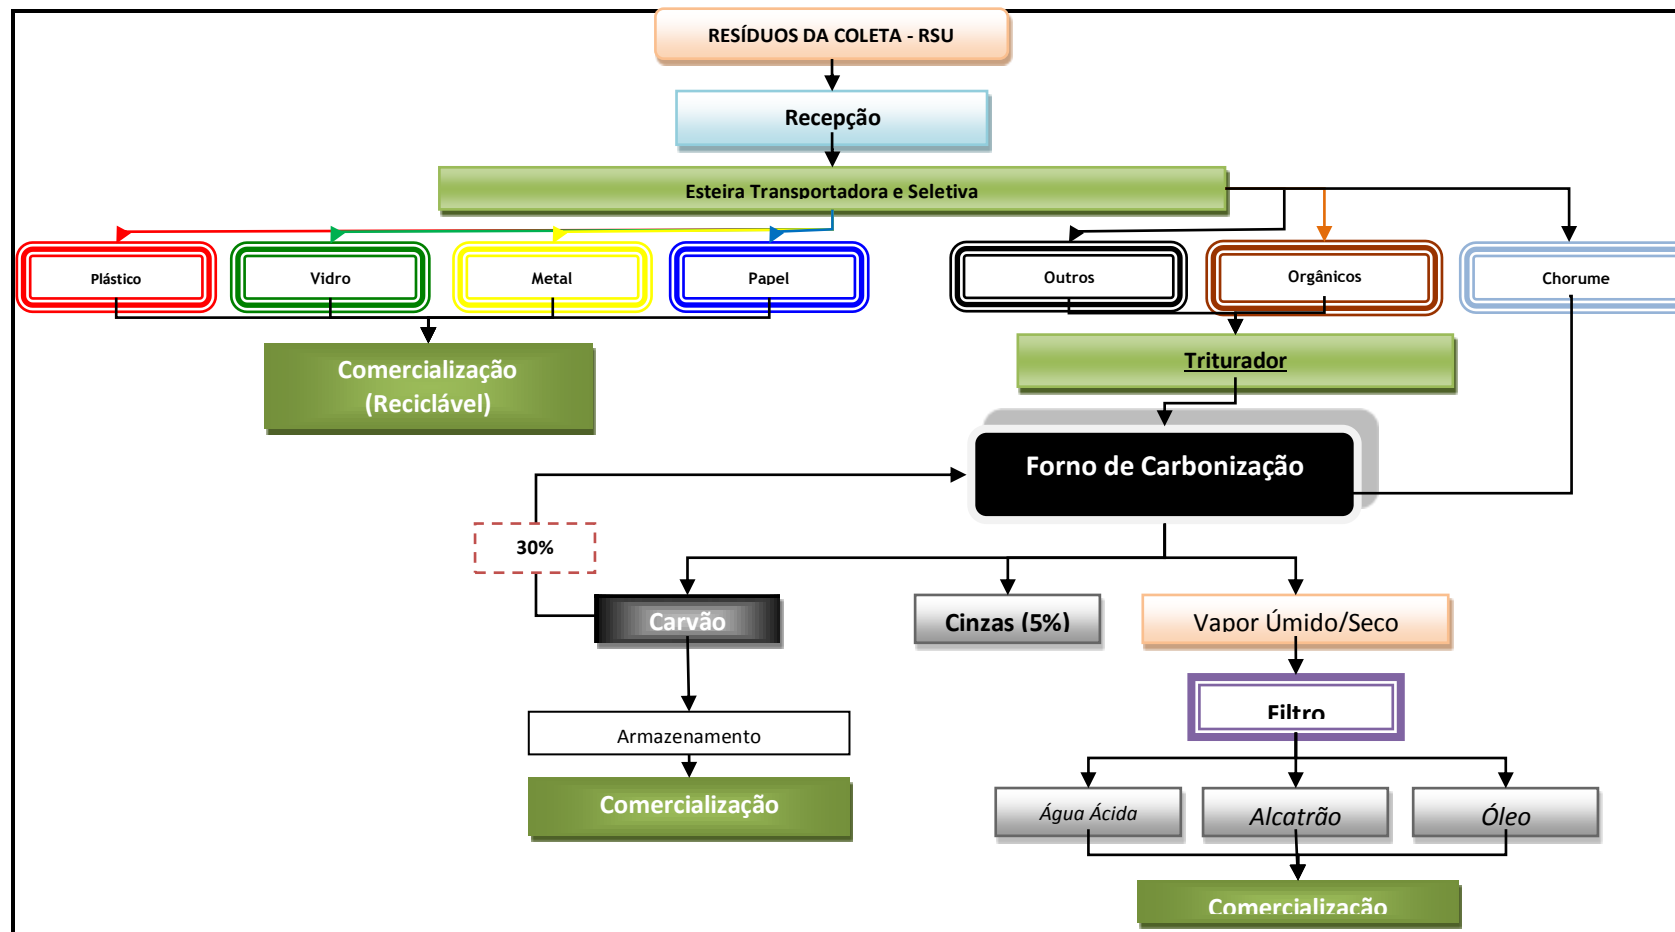 RESÍDUOS DA COLETA - RSU
Recepção
Esteira Transportadora e Seletiva
Plástico
Vidro
Metal
Papel
Outros
Orgânicos
Chorume
Comercialização
(Reciclável)
Triturador
Forno de Carbonização
30%
Carvão
Cinzas (5%)
Vapor Úmido/Seco
Filtro
Armazenamento
Comercialização
Água Ácida
Alcatrão
Óleo
Comercialização